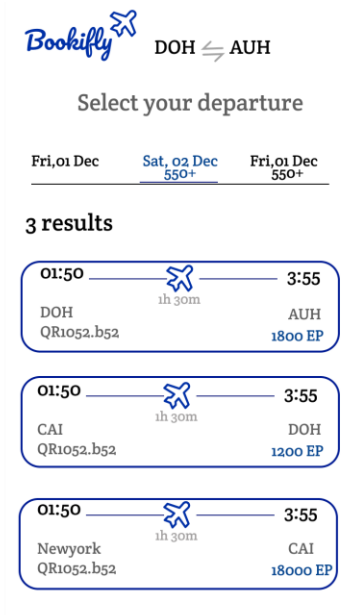 Bookifly
DOH AUH
Select your departure
Fri,01 Dec Sat, 02 Dec Fri,01 Dec
550+ 550+
3 results
01:50 3:55
1h 30m
DOH AUH
QR1052.b52 1800 EP
01:50 3:55
1h 30m
CAI DOH
QR1052.b52 1200 EP
01:50 3:55
1h 30m
Newyork CAI
QR1052.b52 18000 EP